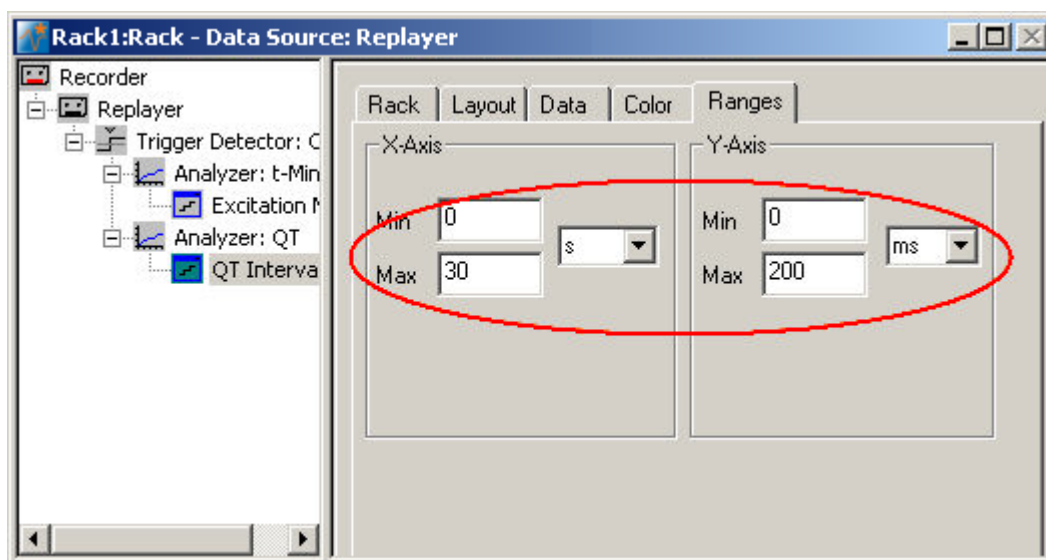 Rack1:Rack - Data Source: Replayer
Recorder
Replayer
Trigger Detector: C
Analyzer: t-Min
Excitation M
Analyzer: QT
QT Interva
Rack Layout Data Color Ranges
X-Axis
Min 0
s
Max 30
Y-Axis
Min 0
ms
Max 200